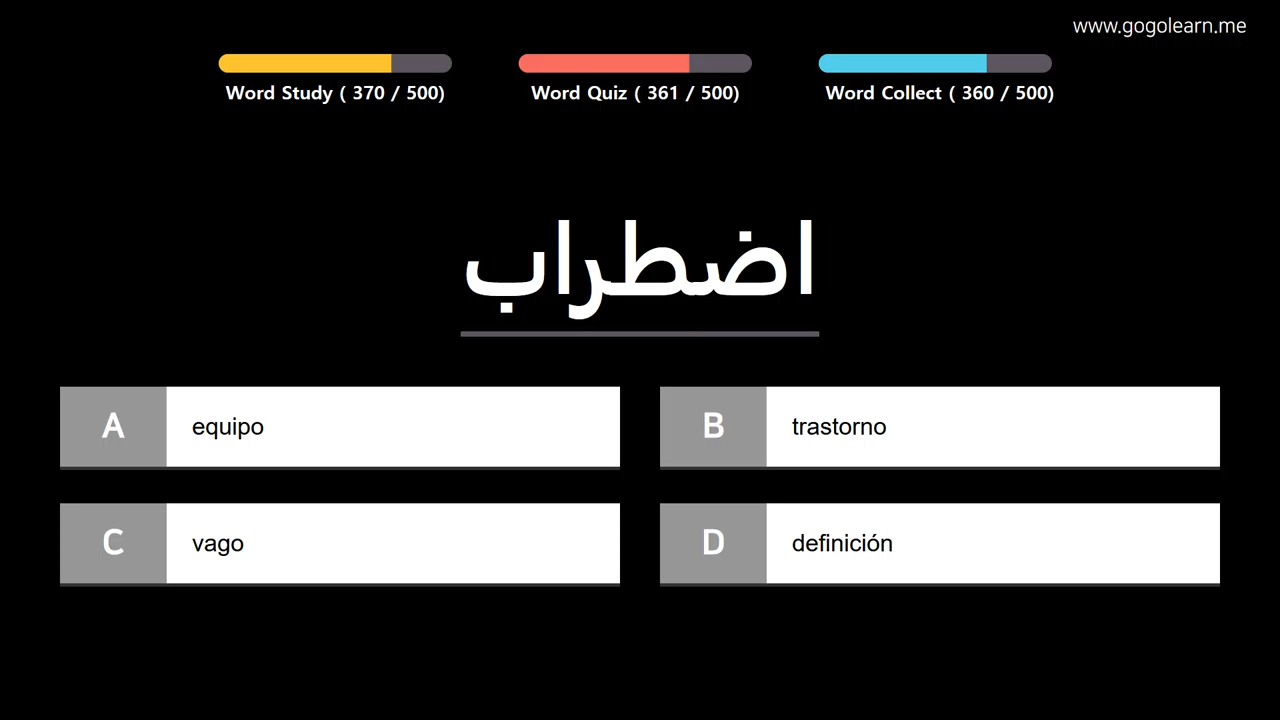 www.gogolearn.me
Word Study ( 370 / 500)
Word Quiz ( 361 / 500)
Word Collect ( 360 / 500)
اضطراب
A equipo
B trastorno
C vago
D definición